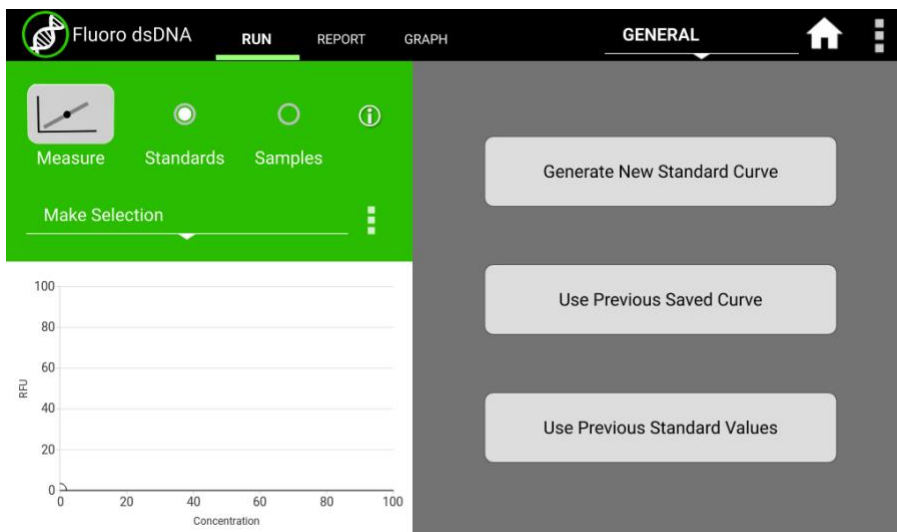 Fluoro dsDNA RUN REPORT GRAPH GENERAL
Measure Standards Samples
Make Selection
100
80
60
40
20
0
RFU
0 20 40 60 80 100
Concentration
Generate New Standard Curve
Use Previous Saved Curve
Use Previous Standard Values